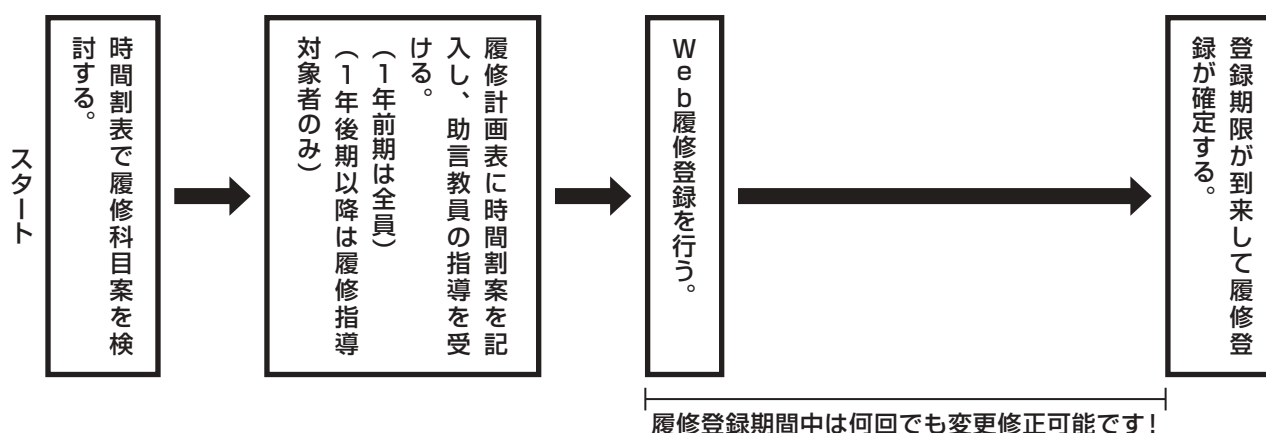 スタート
時間割表で履修科目案を検
討する。
履修計画表に時間割案を記
入し、助言教員の指導を受
ける。
（1年前期は全員）
（1年後期以降は履修指導
対象者のみ）
Web履修登録を行う。
登録期限が到来して履修登
録が確定する。
履修登録期間中は何回でも変更修正可能です！